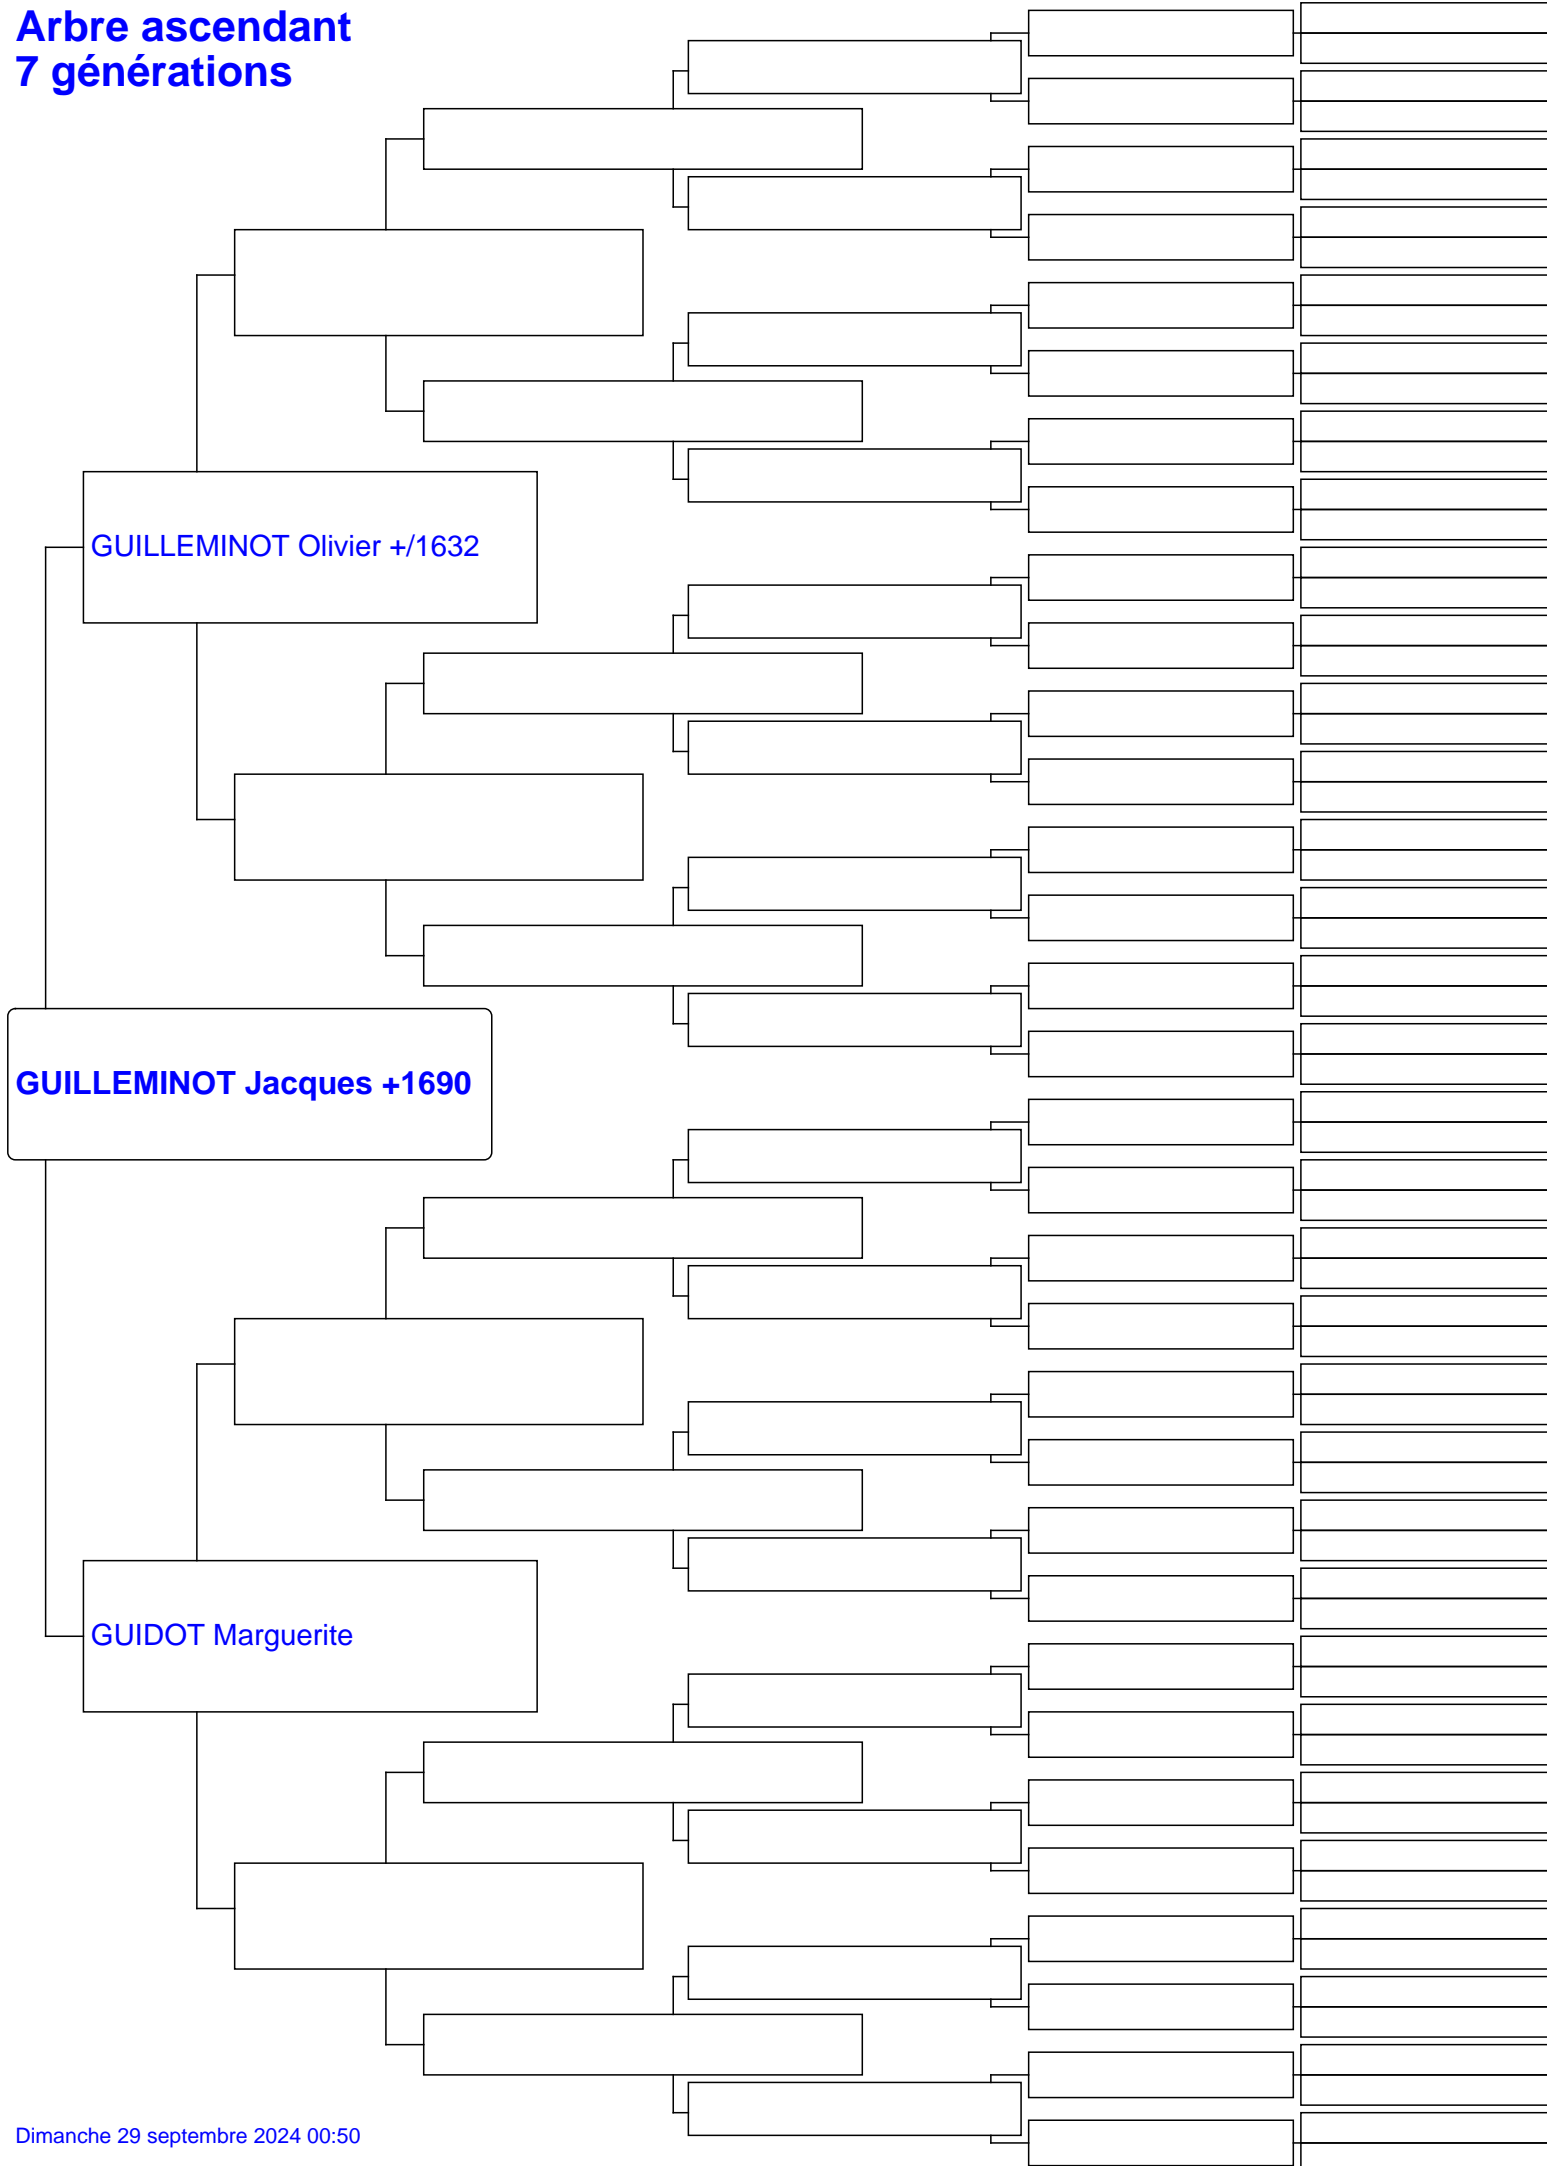 Arbre ascendant
7 générations
GUILLEMINOT Olivier +/1632
GUILLEMINOT Jacques +1690
GUIDOT Marguerite
Dimanche 29 septembre 2024 00:50